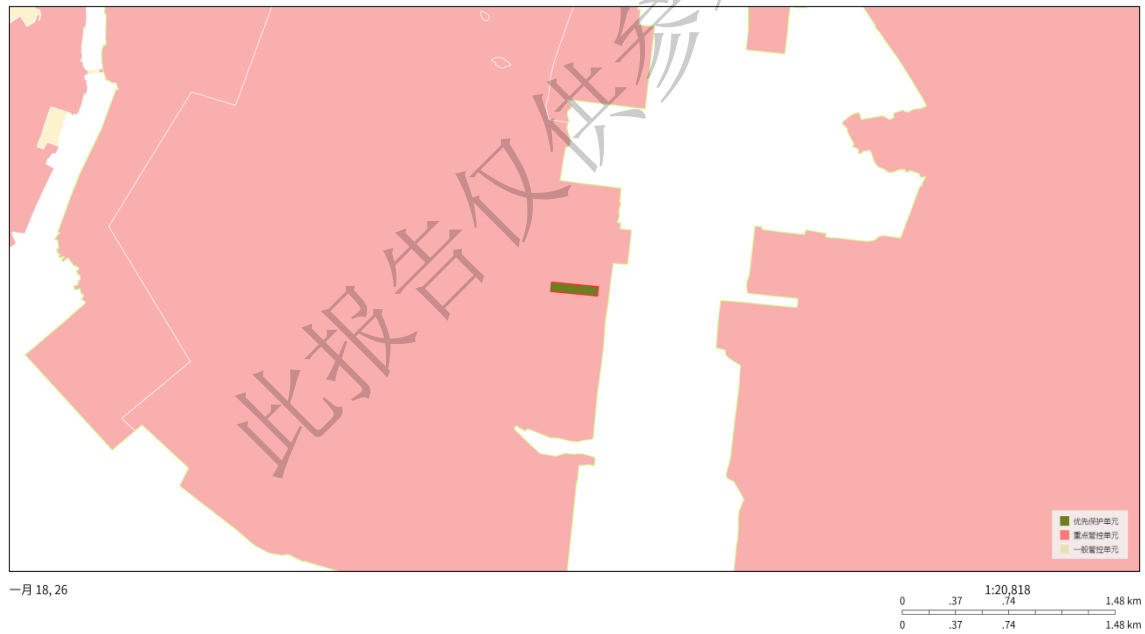 此报告仅供参
优先保护单元
重点管控单元
一般管控单元
一月 18, 26
1:20,818
0 .37 .74 1.48 km
0 .37 .74 1.48 km